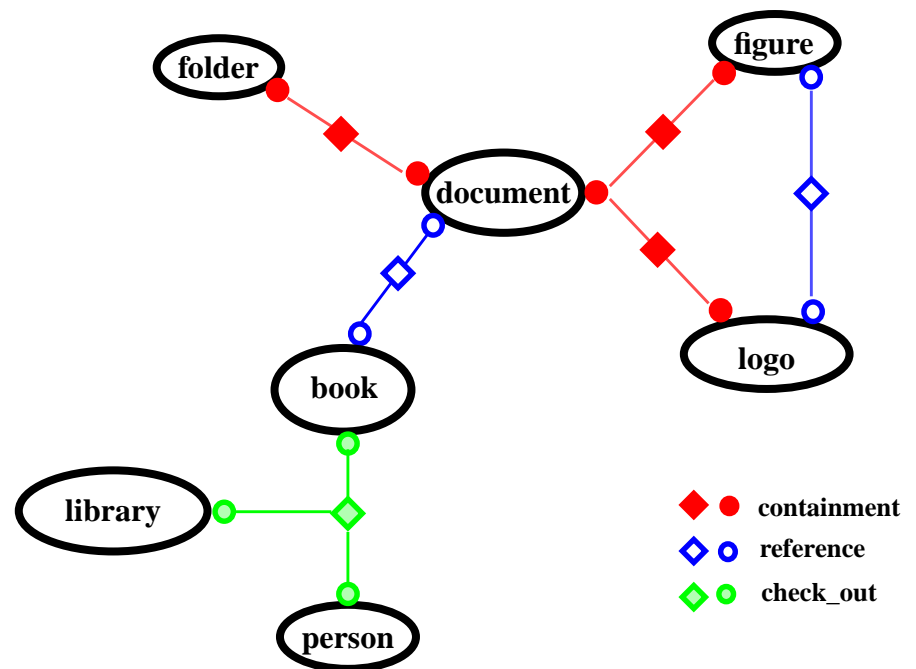 folder
figure
document
logo
book
library
person
containment
reference
check_out